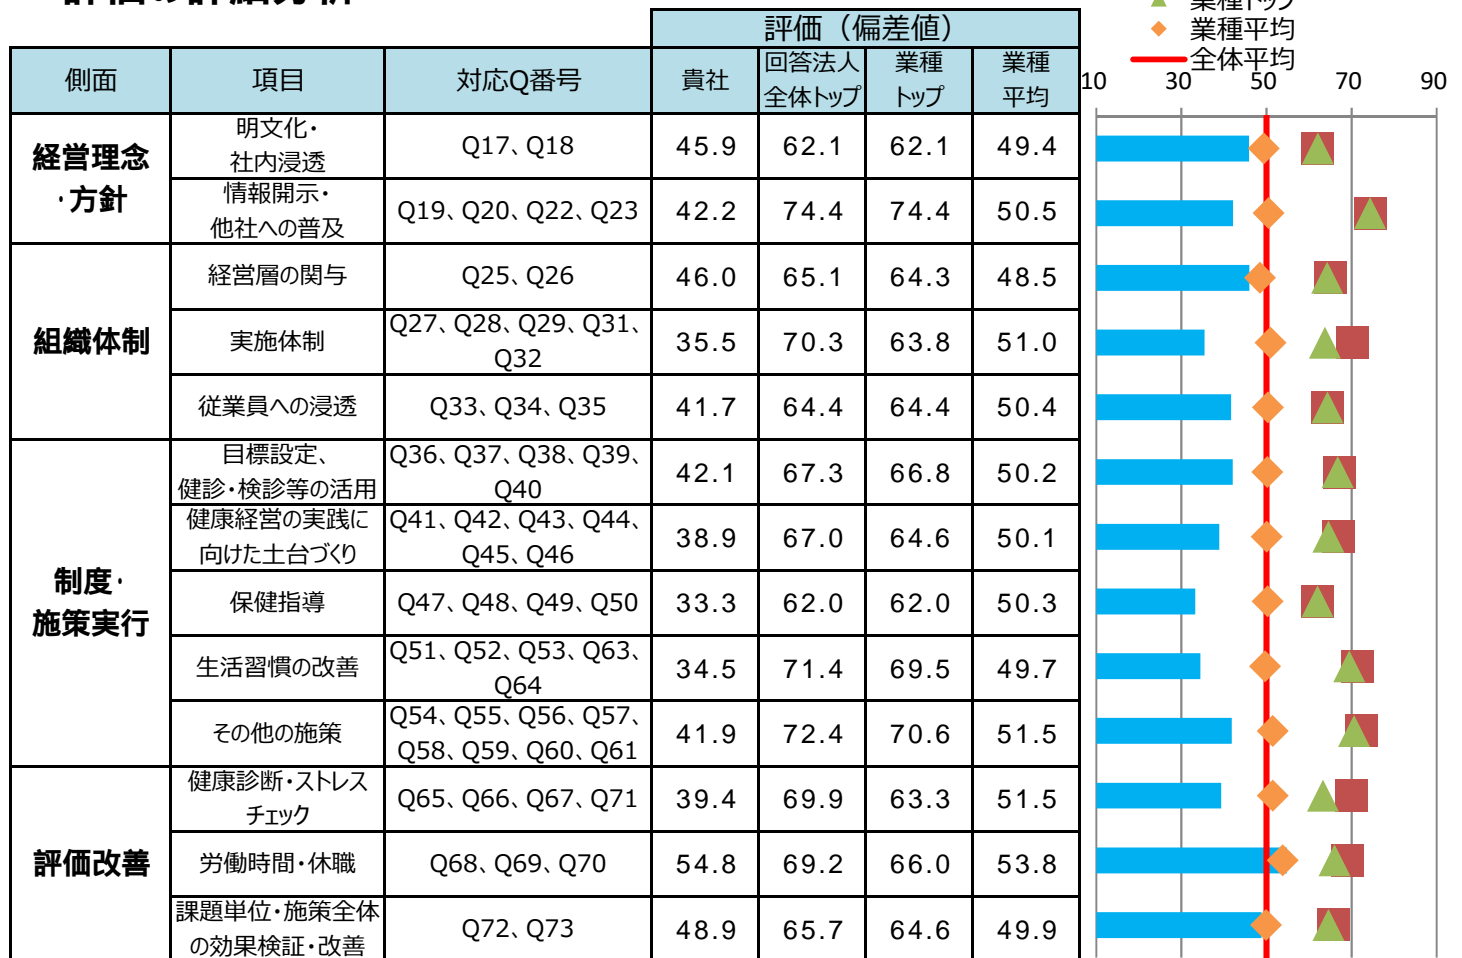 評価の詳細分析
業種トップ
業種平均
全体平均
評価（偏差値）
側面 項目 対応Q番号 貴社 回答法人 業種 業種
全体トップ トップ 平均
10 30 50 70 90
経営理念
・方針
明文化・
社内浸透
Q17、Q18 45.9 62.1 62.1 49.4
情報開示・
他社への普及
Q19、Q20、Q22、Q23 42.2 74.4 74.4 50.5
組織体制
経営層の関与 Q25、Q26 46.0 65.1 64.3 48.5
実施体制
Q27、Q28、Q29、Q31、
Q32
35.5 70.3 63.8 51.0
従業員への浸透 Q33、Q34、Q35 41.7 64.4 64.4 50.4
制度・
施策実行
目標設定、
健診・検診等の活用
Q36、Q37、Q38、Q39、
Q40
42.1 67.3 66.8 50.2
健康経営の実践に
向けた土台づくり
Q41、Q42、Q43、Q44、
Q45、Q46
38.9 67.0 64.6 50.1
保健指導 Q47、Q48、Q49、Q50 33.3 62.0 62.0 50.3
生活習慣の改善
Q51、Q52、Q53、Q63、
Q64
34.5 71.4 69.5 49.7
その他の施策
Q54、Q55、Q56、Q57、
Q58、Q59、Q60、Q61
41.9 72.4 70.6 51.5
評価改善
健康診断・ストレス
チェック
Q65、Q66、Q67、Q71 39.4 69.9 63.3 51.5
労働時間・休職 Q68、Q69、Q70 54.8 69.2 66.0 53.8
課題単位・施策全体
の効果検証・改善
Q72、Q73 48.9 65.7 64.6 49.9